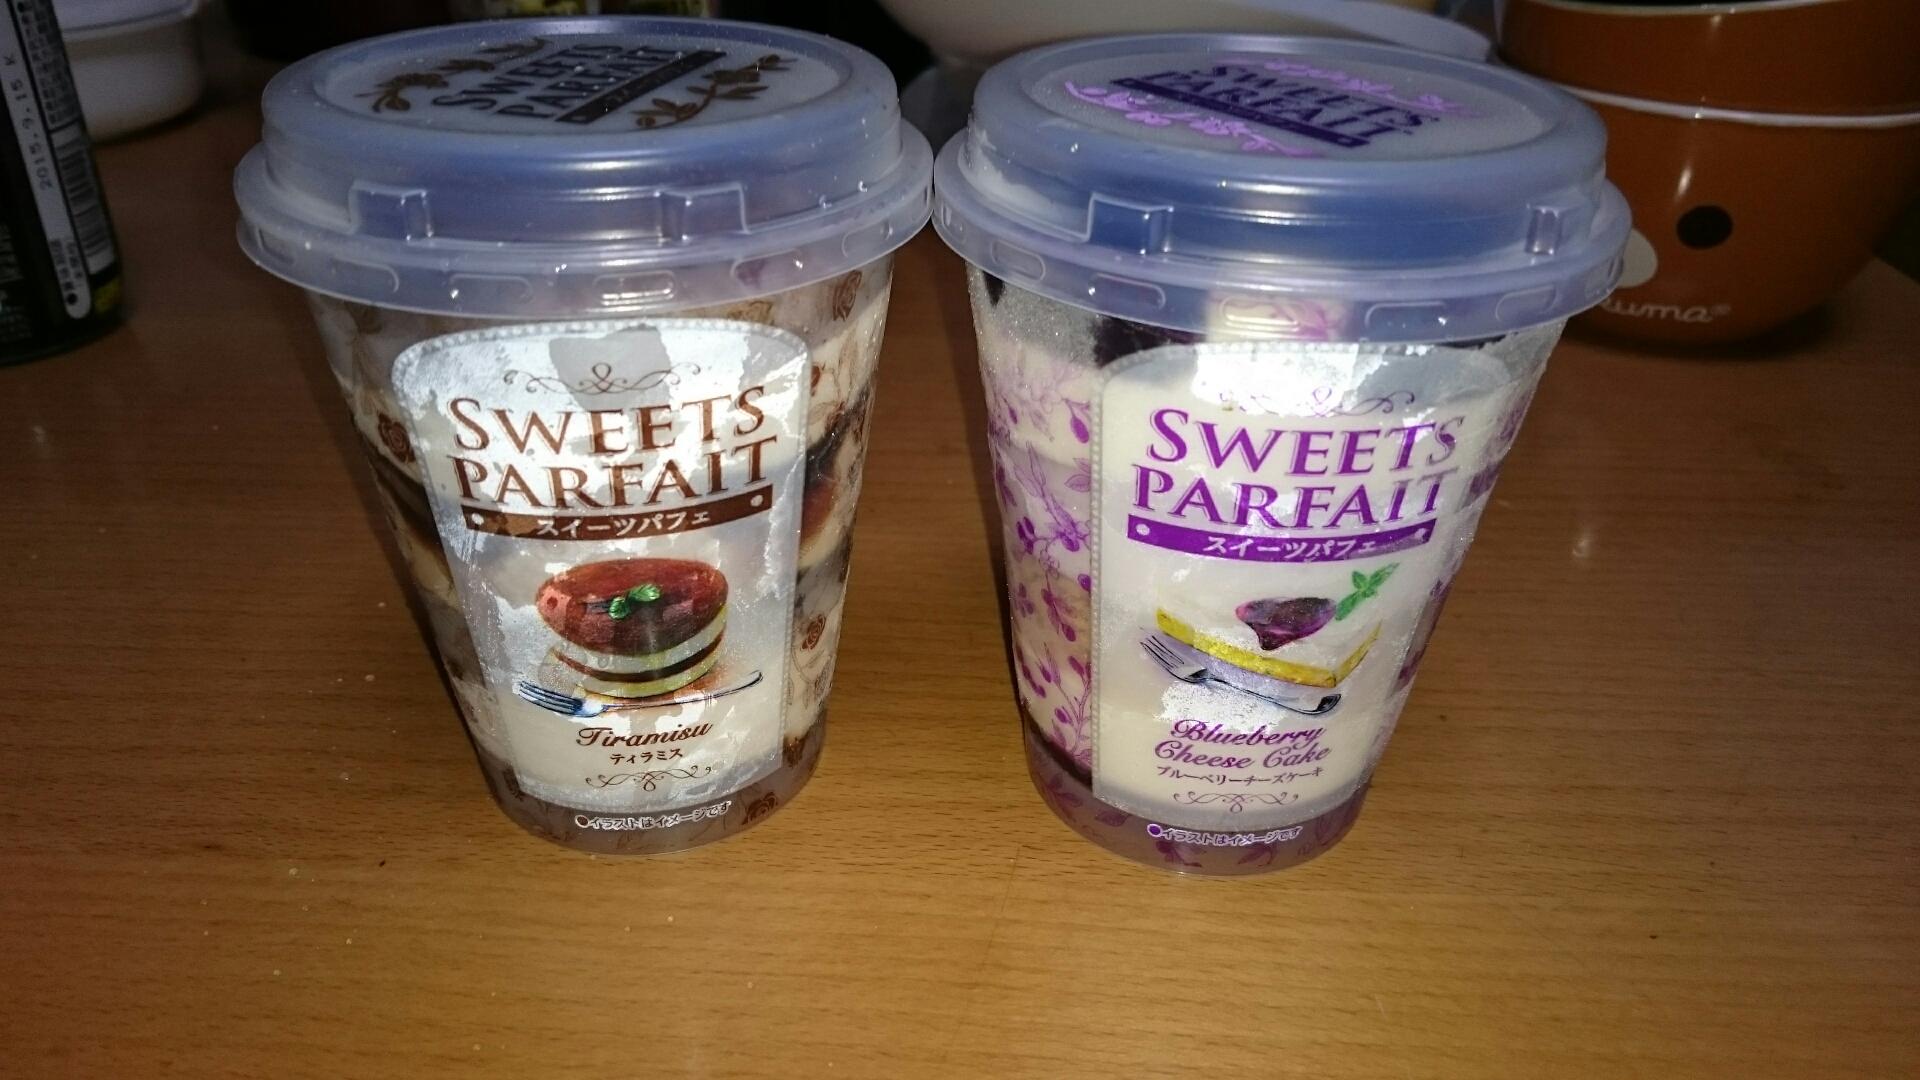 2015.9.15 K
SWEETS
PARFAIT
SWEETS
PARFAIT
スイーツパフェ
Tiramisu
ティラミス
●イラストはイメージです
SWEETS
PARFAIT
SWEETS
PARFAIT
スイーツパフェ
Blueberry
Cheese Cake
ブルーベリーチーズケーキ
●イラストはイメージです